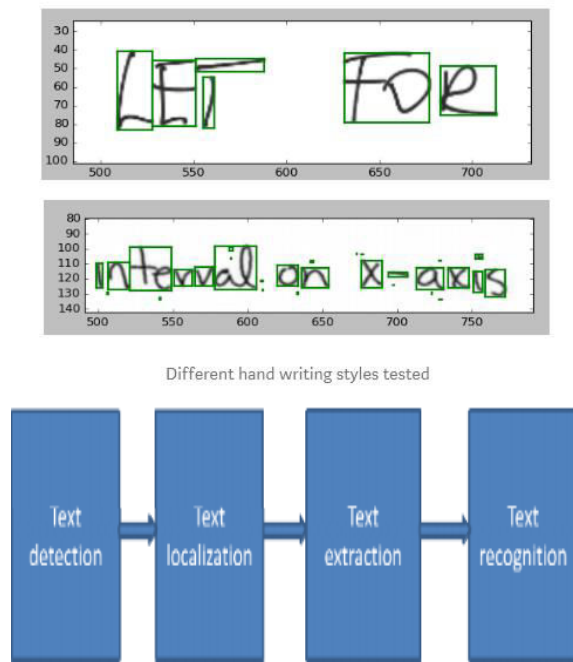 30
40
50
60
70
80
90
100
LET FOR
500 550 600 650 700
80
90
100
110
120
130
140
interval on x-axis
500 550 600 650 700 750
Different hand writing styles tested
Text detection
Text localization
Text extraction
Text recognition